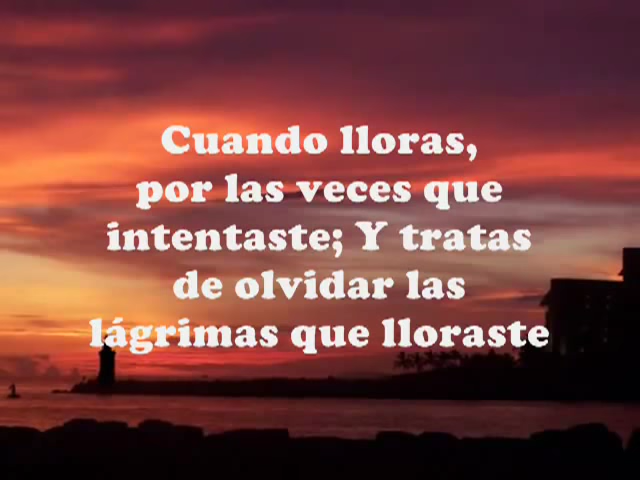 Cuando lloras,
por las veces que
intentaste; Y tratas
de olvidar las
lágrimas que lloraste